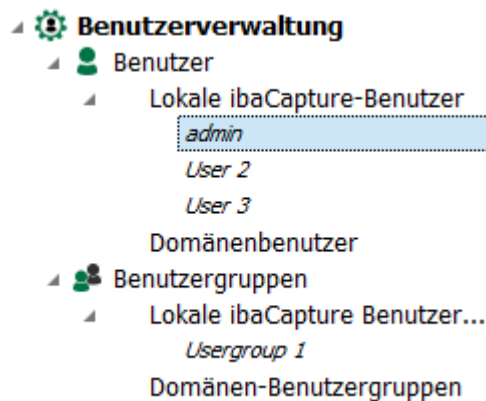 Benutzerverwaltung
Benutzer
Lokale ibaCapture-Benutzer
admin
User 2
User 3
Domänenbenutzer
Benutzergruppen
Lokale ibaCapture Benutzer...
Usergroup 1
Domänen-Benutzergruppen